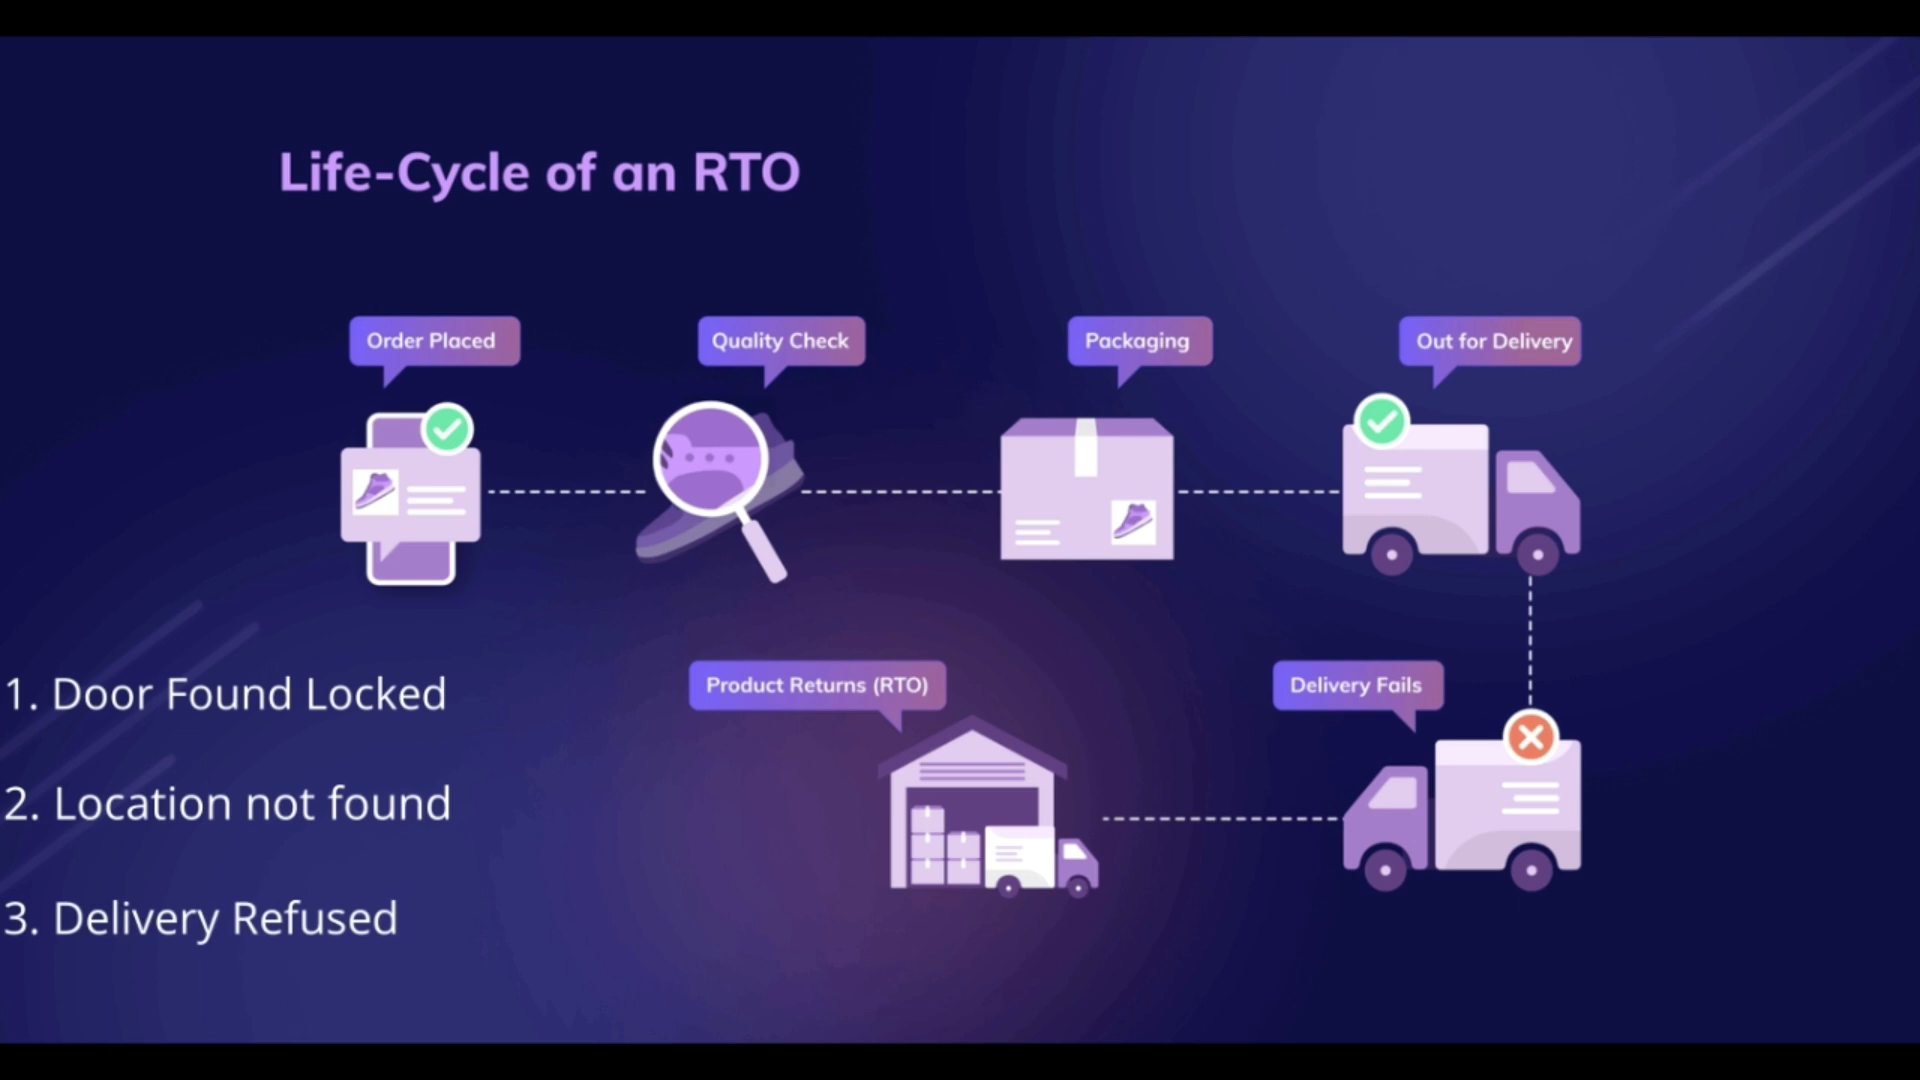 Life-Cycle of an RTO
Order Placed
Quality Check
Packaging
Out for Delivery
Product Returns (RTO)
Delivery Fails
1. Door Found Locked
2. Location not found
3. Delivery Refused